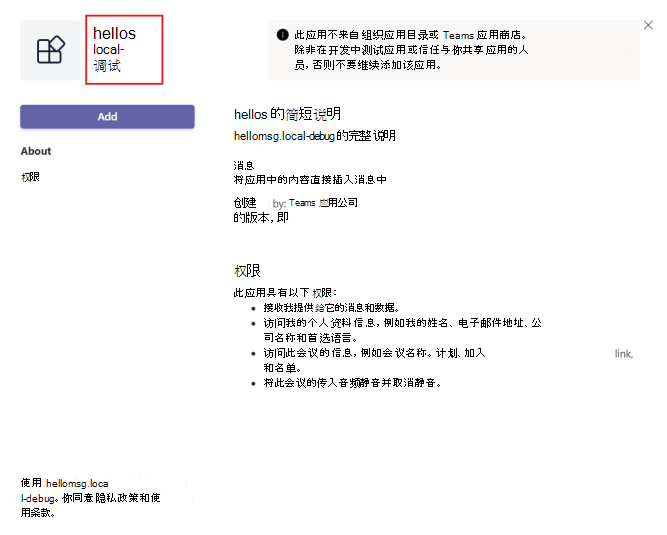 hellos
local-
调试
此应用不来自组织应用目录或 Teams 应用商店。
除非在开发中测试应用或信任与你共享应用的人
员,否则不要继续添加该应用。
Add
About
权限
hellos 的简短说明
hellomsg.local-debug的完整说明
消息
将应用中的内容直接插入消息中
创建 by: Teams 应用公司
的版本,即
权限
此应用具有以下 权限:
接收我提供给它的消息和数据。
访问我的个人资料信息,例如我的姓名、电子邮件地址、公
司名称和首选语言。
访问此会议的信息,例如会议名称。计划、加入 link,
和名单。
将此会议的传入音频静音并取消静音。
使用 hellomsg.loca
l-debug。你同意隐私政策和使
用条款。